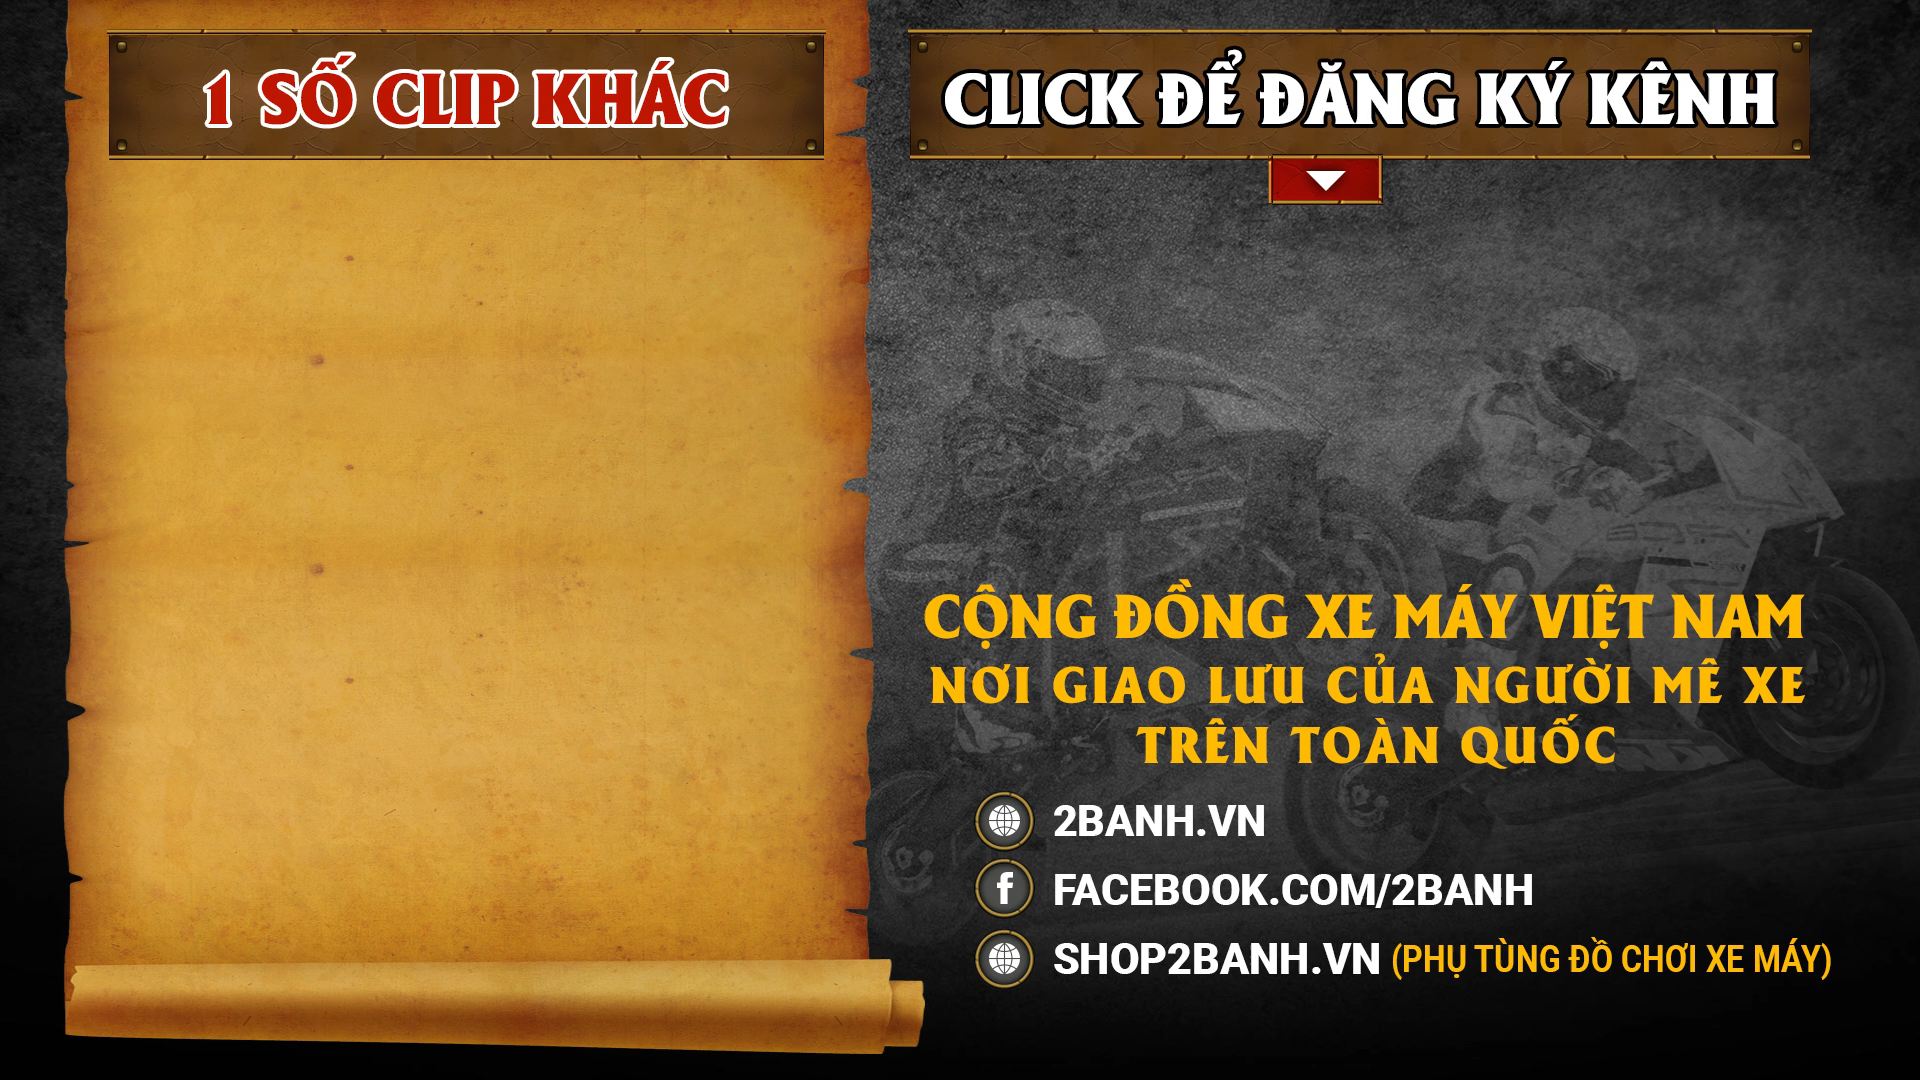 1 SỐ CLIP KHÁC
CLICK ĐỂ ĐĂNG KÝ KÊNH
CỘNG ĐỒNG XE MÁY VIỆT NAM
NƠI GIAO LƯU CỦA NGƯỜI MÊ XE
TRÊN TOÀN QUỐC
2BANH.VN
FACEBOOK.COM/2BANH
SHOP2BANH.VN (PHỤ TÙNG ĐỒ CHƠI XE MÁY)